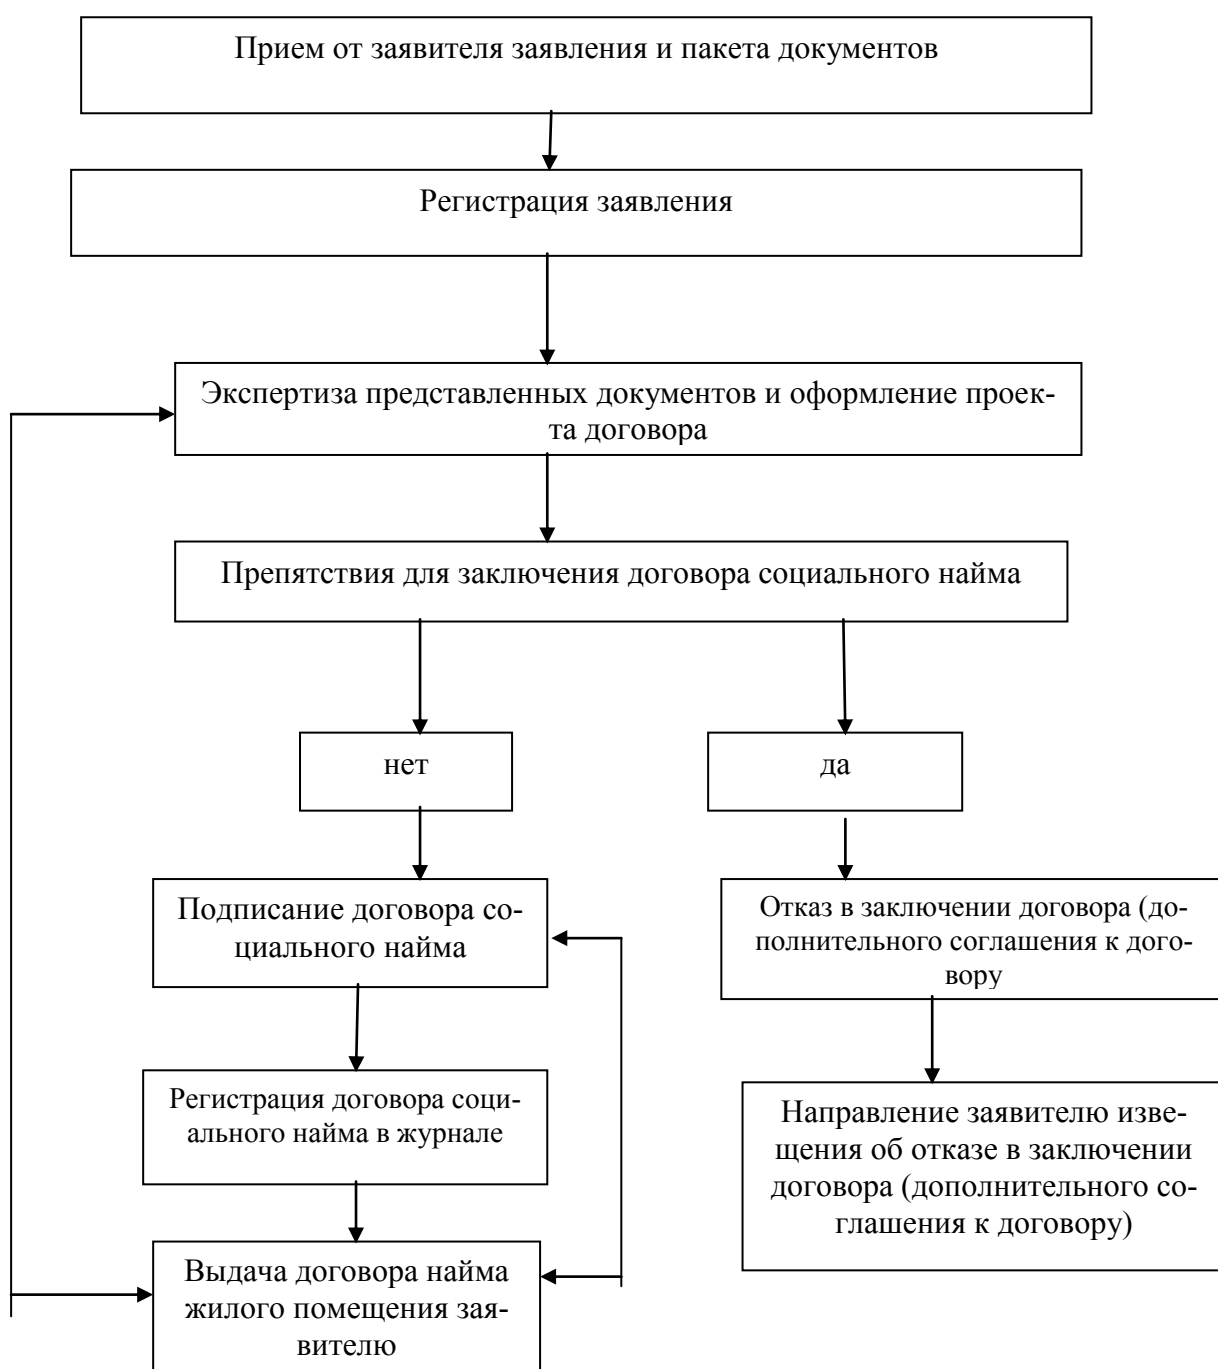 Прием от заявителя заявления и пакета документов
Регистрация заявления
Экспертиза представленных документов и оформление проек-
та договора
Препятствия для заключения договора социального найма
нет
да
Подписание договора со-
циального найма
Отказ в заключении договора (до-
полнительного соглашения к дого-
вору
Регистрация договора соци-
ального найма в журнале
Направление заявителю изве-
щения об отказе в заключении
договора (дополнительного со-
глашения к договору)
Выдача договора найма
жилого помещения зая-
вителю